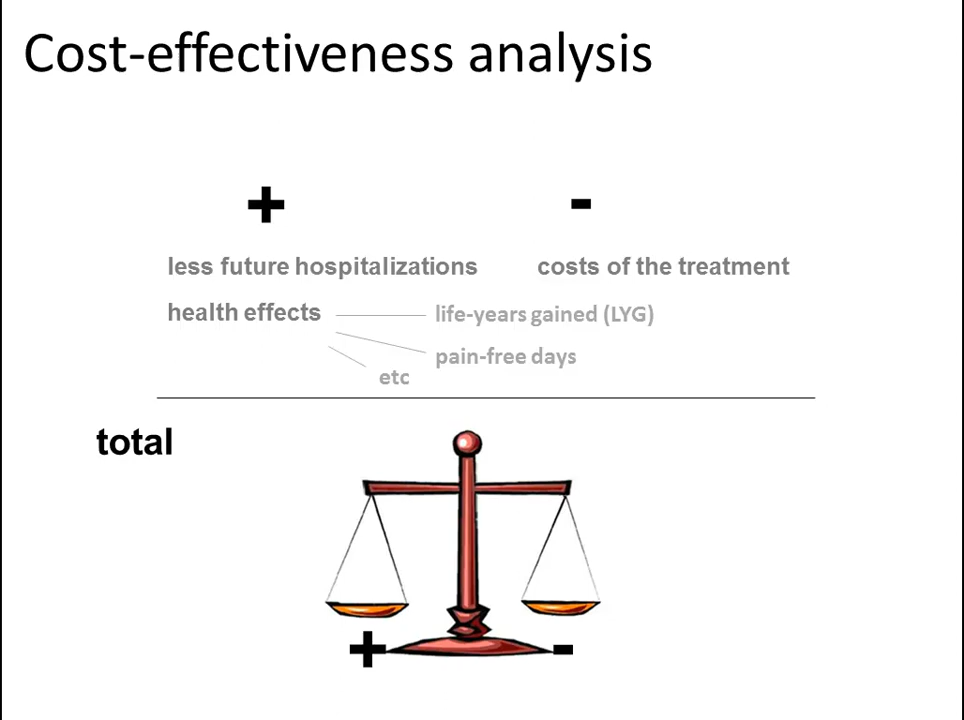 Cost-effectiveness analysis
+ -
less future hospitalizations costs of the treatment
health effects life-years gained (LYG)
pain-free days
etc
total
+ -